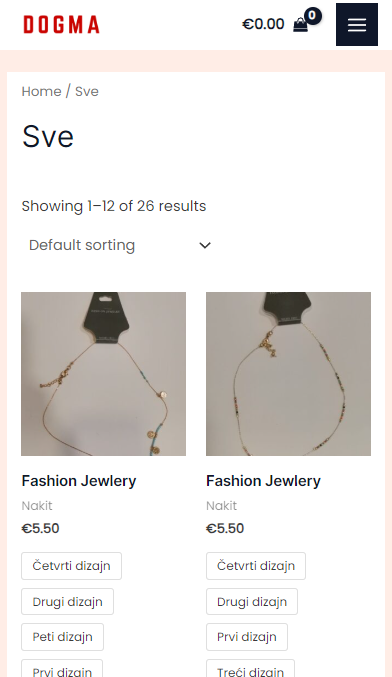 DOGMA
€0.00 0
Home / Sve
Sve
Showing 1–12 of 26 results
Default sorting
Fashion Jewlery
Nakit
€5.50
Četvrti dizajn
Drugi dizajn
Peti dizajn
Prvi dizajn
Fashion Jewlery
Nakit
€5.50
Četvrti dizajn
Drugi dizajn
Prvi dizajn
Treći dizajn